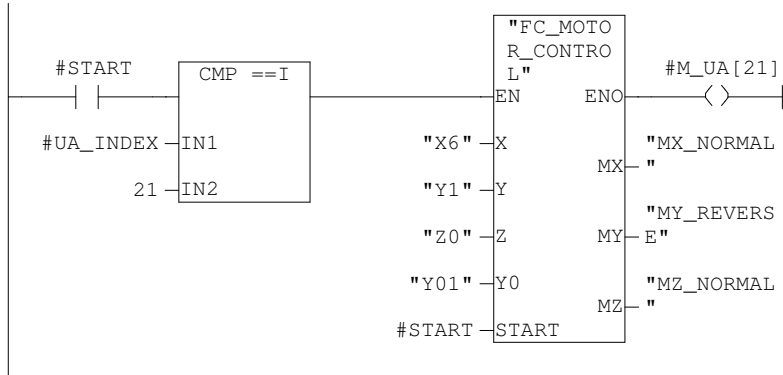 "FC_MOTO
R_CONTRO
L"
#START
CMP ==I
#M_UA[21]
EN
ENO
#UA_INDEX
IN1
"X6"
X
"MX_NORMAL
MX
"
21
IN2
"Y1"
Y
"MY_REVERS
"Z0"
Z
MY
E"
"Y01"
Y0
"MZ_NORMAL
MZ
"
#START
START